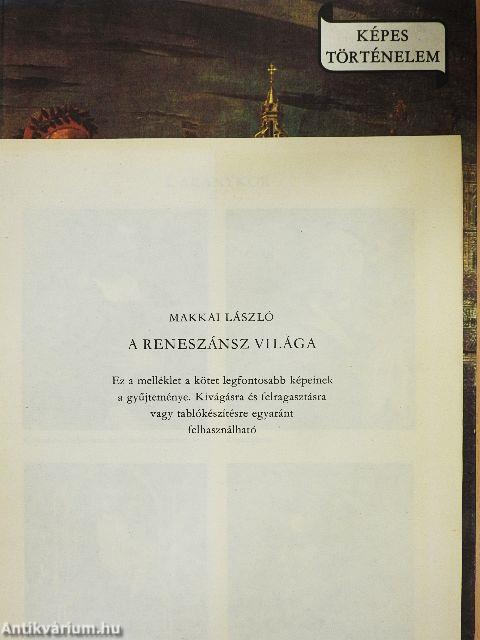 KÉPES
TÖRTÉNELEM
MAKKAI LÁSZLÓ
A RENESZÁNSZ VILÁGA
Ez a melléklet a kötet legfontosabb képeinek
a gyűjteménye. Kivágásra és felragasztásra
vagy tablókészítésre egyaránt
felhasználható
Antikvárium.hu